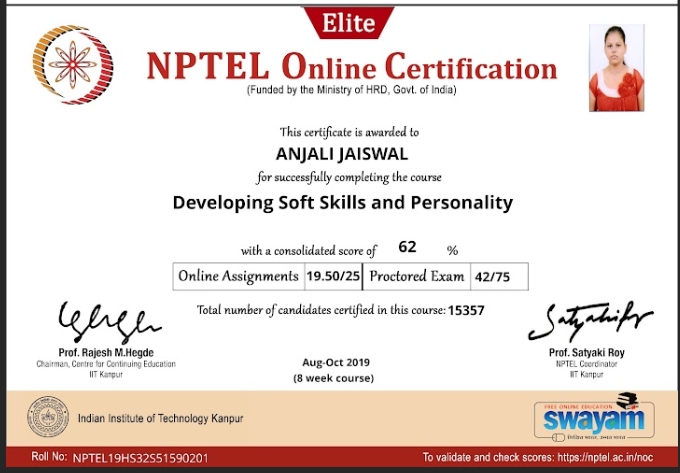 Elite
NPTEL Online Certification
(Funded by the Ministry of HRD, Govt. of India)
This certificate is awarded to
ANJALI JAISWAL
for successfully completing the course
Developing Soft Skills and Personality
with a consolidated score of 62 %
Online Assignments 19.50/25 Proctored Exam 42/75
Total number of candidates certified in this course: 15357
Prof. Rajesh M.Hegde
Chairman, Centre for Continuing Education
IIT Kanpur
Aug-Oct 2019
(8 week course)
Prof. Satyaki Roy
NPTEL Coordinator
IIT Kanpur
Indian Institute of Technology Kanpur
FREE ONLINE EDUCATION
swayam
शिक्षित भारत, उन्नत भारत
Roll No: NPTEL19HS32S51590201
To validate and check scores: https://nptel.ac.in/noc